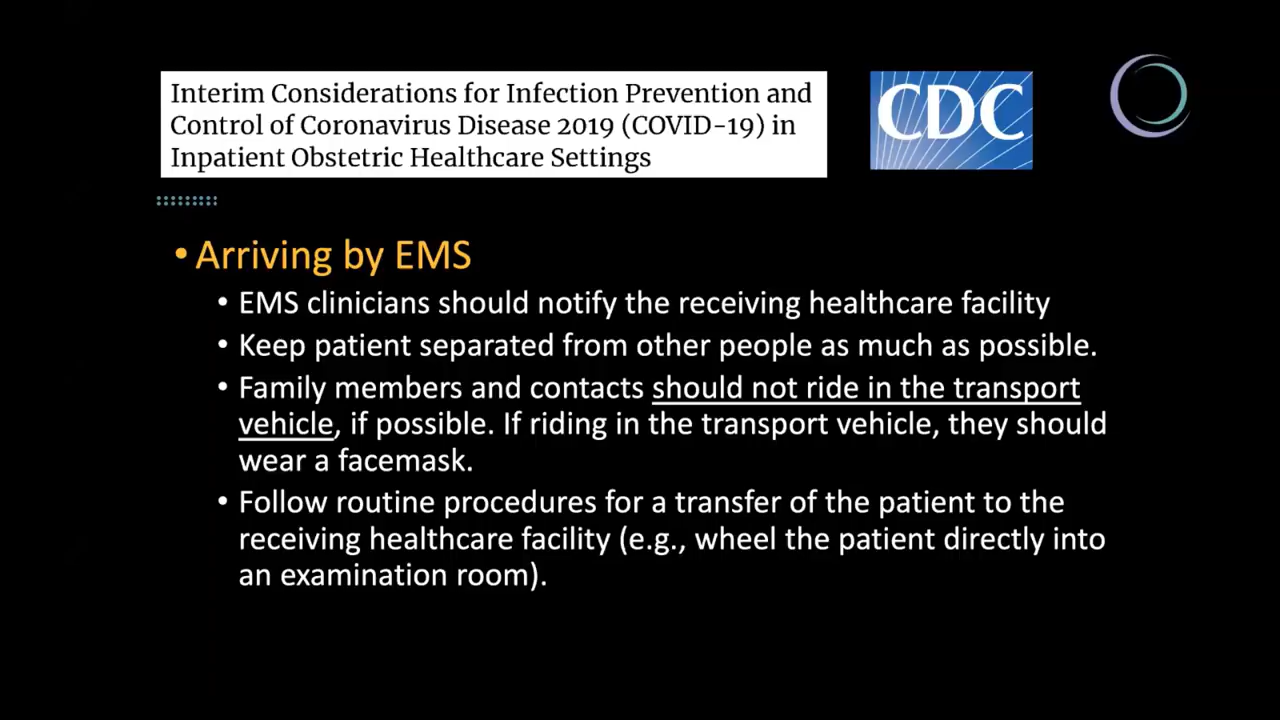 Interim Considerations for Infection Prevention and
Control of Coronavirus Disease 2019 (COVID-19) in
Inpatient Obstetric Healthcare Settings
CDC
• Arriving by EMS
• EMS clinicians should notify the receiving healthcare facility
• Keep patient separated from other people as much as possible.
• Family members and contacts should not ride in the transport
vehicle, if possible. If riding in the transport vehicle, they should
wear a facemask.
• Follow routine procedures for a transfer of the patient to the
receiving healthcare facility (e.g., wheel the patient directly into
an examination room).